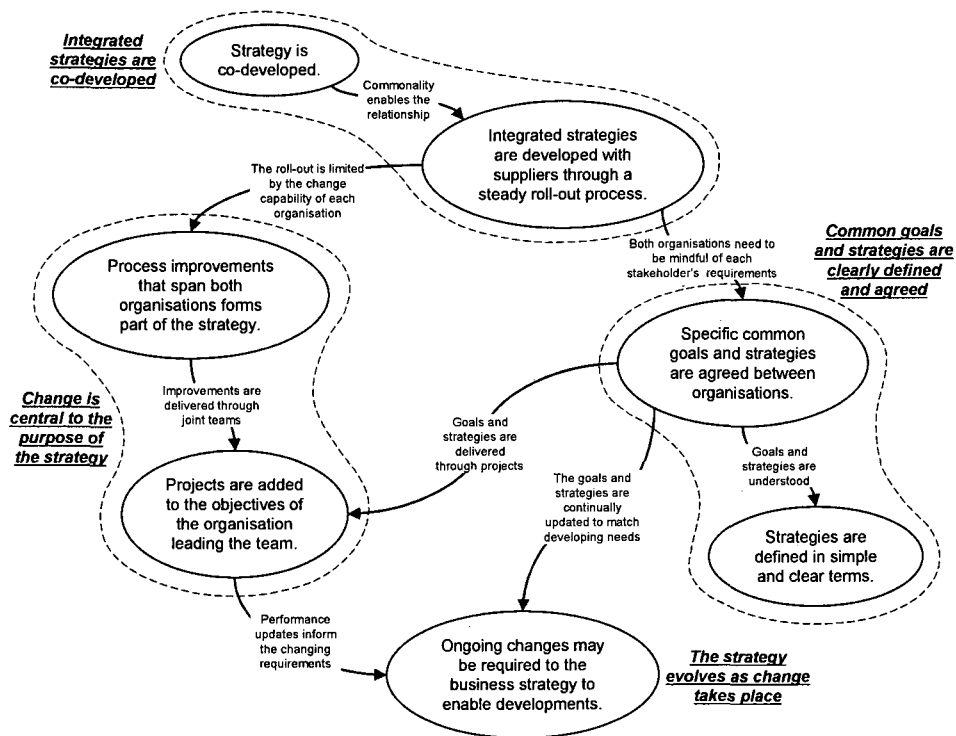 Integrated
strategies are
co-developed
Strategy is
co-developed.
Commonality
enables the
relationship
Integrated strategies
are developed with
suppliers through a
steady roll-out process.
The roll-out is limited
by the change
capability of each
organisation
Both organisations need to
be mindful of each
stakeholder's requirements
Common goals
and strategies are
clearly defined
and agreed
Process improvements
that span both
organisations forms
part of the strategy.
Specific common
goals and strategies
are agreed between
organisations.
Change is
central to the
purpose of
the strategy
Improvements are
delivered through
joint teams
Goals and
strategies are
delivered
through projects
Goals and
strategies are
understood
The goals and
strategies are
continually
updated to match
developing needs
Projects are added
to the objectives of
the organisation
leading the team.
Strategies are
defined in simple
and clear terms.
Performance
updates inform
the changing
requirements
Ongoing changes may
be required to the
business strategy to
enable developments.
The strategy
evolves as change
takes place